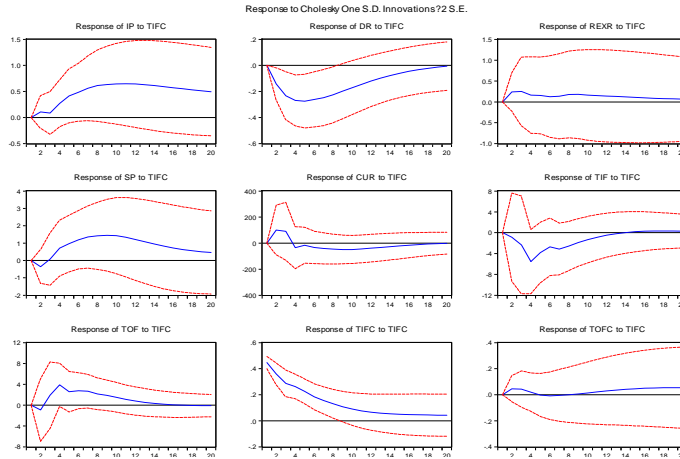 Response to Cholesky One S.D. Innovations?2 S.E.
Response of IP to TIFC
1.5
1.0
0.5
0.0
-0.5
2 4 6 8 10 12 14 16 18 20
Response of DR to TIFC
.2
.0
-.2
-.4
-.6
2 4 6 8 10 12 14 16 18 20
Response of REXR to TIFC
1.5
1.0
0.5
0.0
-0.5
-1.0
2 4 6 8 10 12 14 16 18 20
Response of SP to TIFC
4
3
2
1
0
-1
-2
2 4 6 8 10 12 14 16 18 20
Response of CUR to TIFC
400
200
0
-200
-400
2 4 6 8 10 12 14 16 18 20
Response of TIF to TIFC
8
4
0
-4
-8
-12
2 4 6 8 10 12 14 16 18 20
Response of TOF to TIFC
12
8
4
0
-4
-8
2 4 6 8 10 12 14 16 18 20
Response of TIFC to TIFC
.6
.4
.2
.0
-.2
2 4 6 8 10 12 14 16 18 20
Response of TOFC to TIFC
.4
.2
.0
-.2
-.4
2 4 6 8 10 12 14 16 18 20